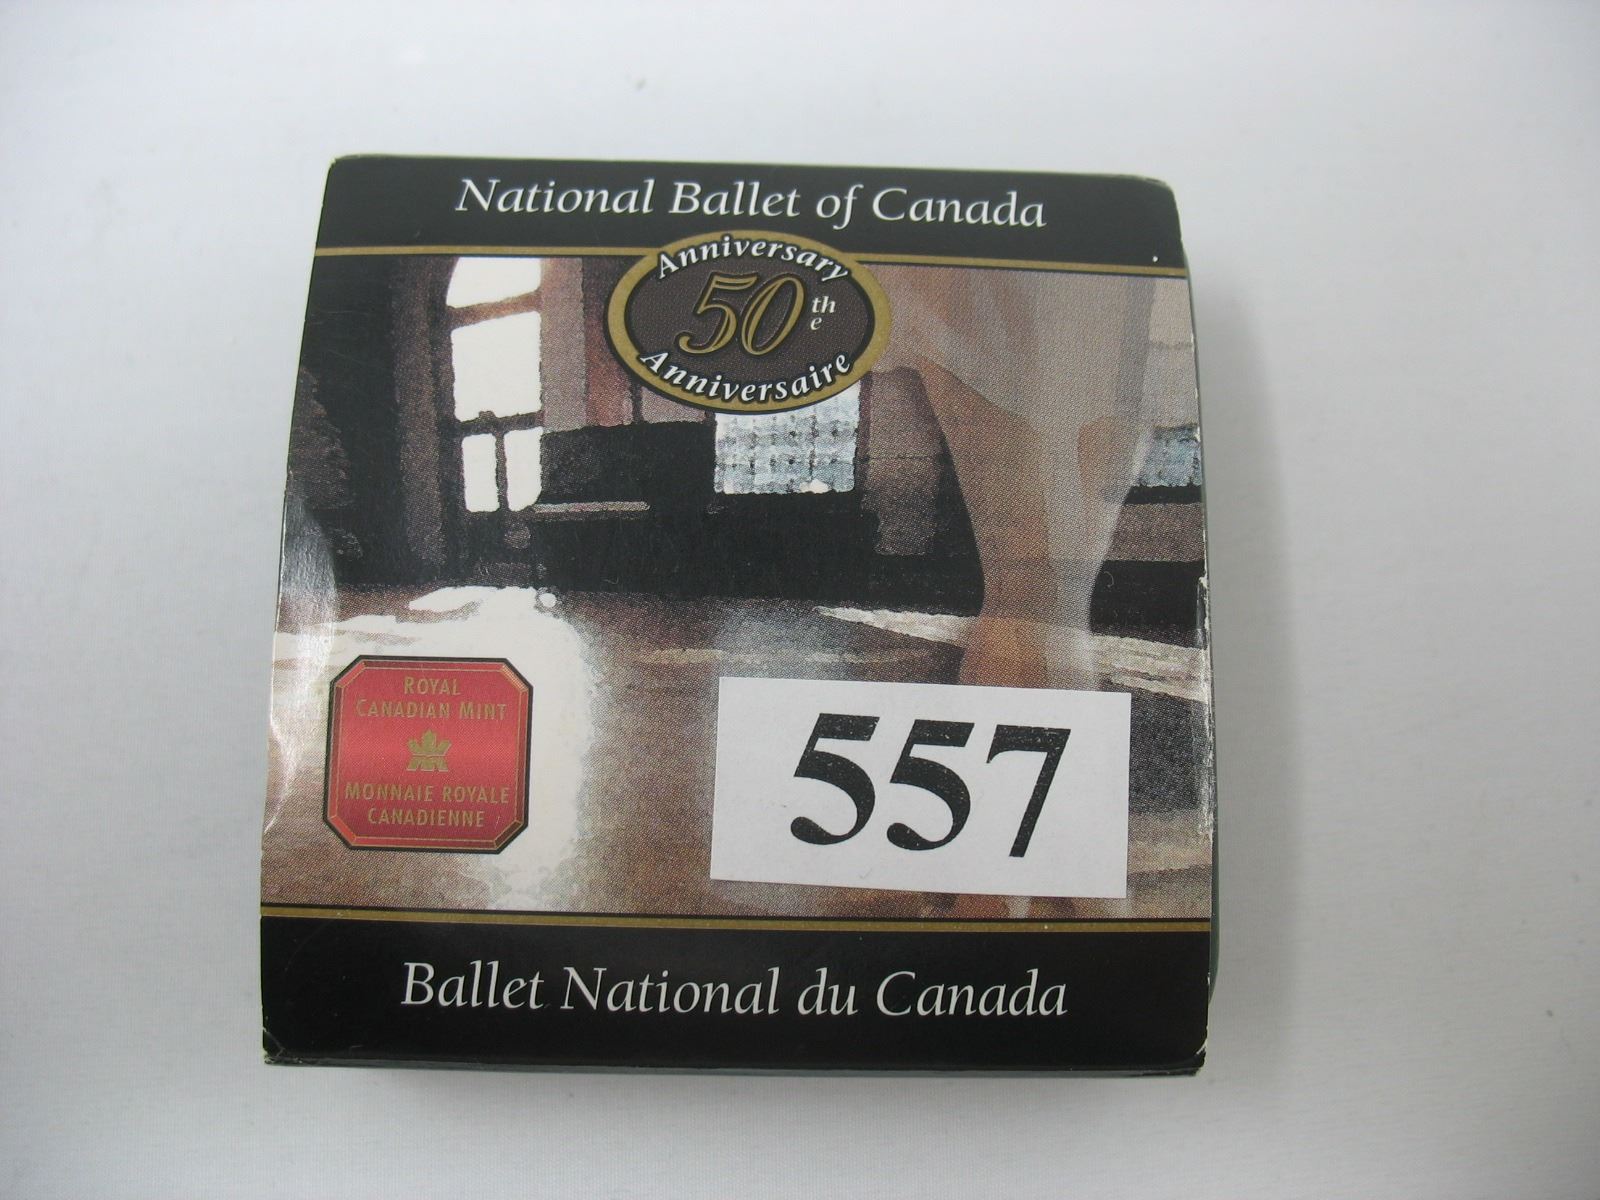 National Ballet of Canada
Anniversary
50th
e
Anniversaire
ROYAL
CANADIAN MINT
MONNAIE ROYALE
CANADIENNE
557
Ballet National du Canada